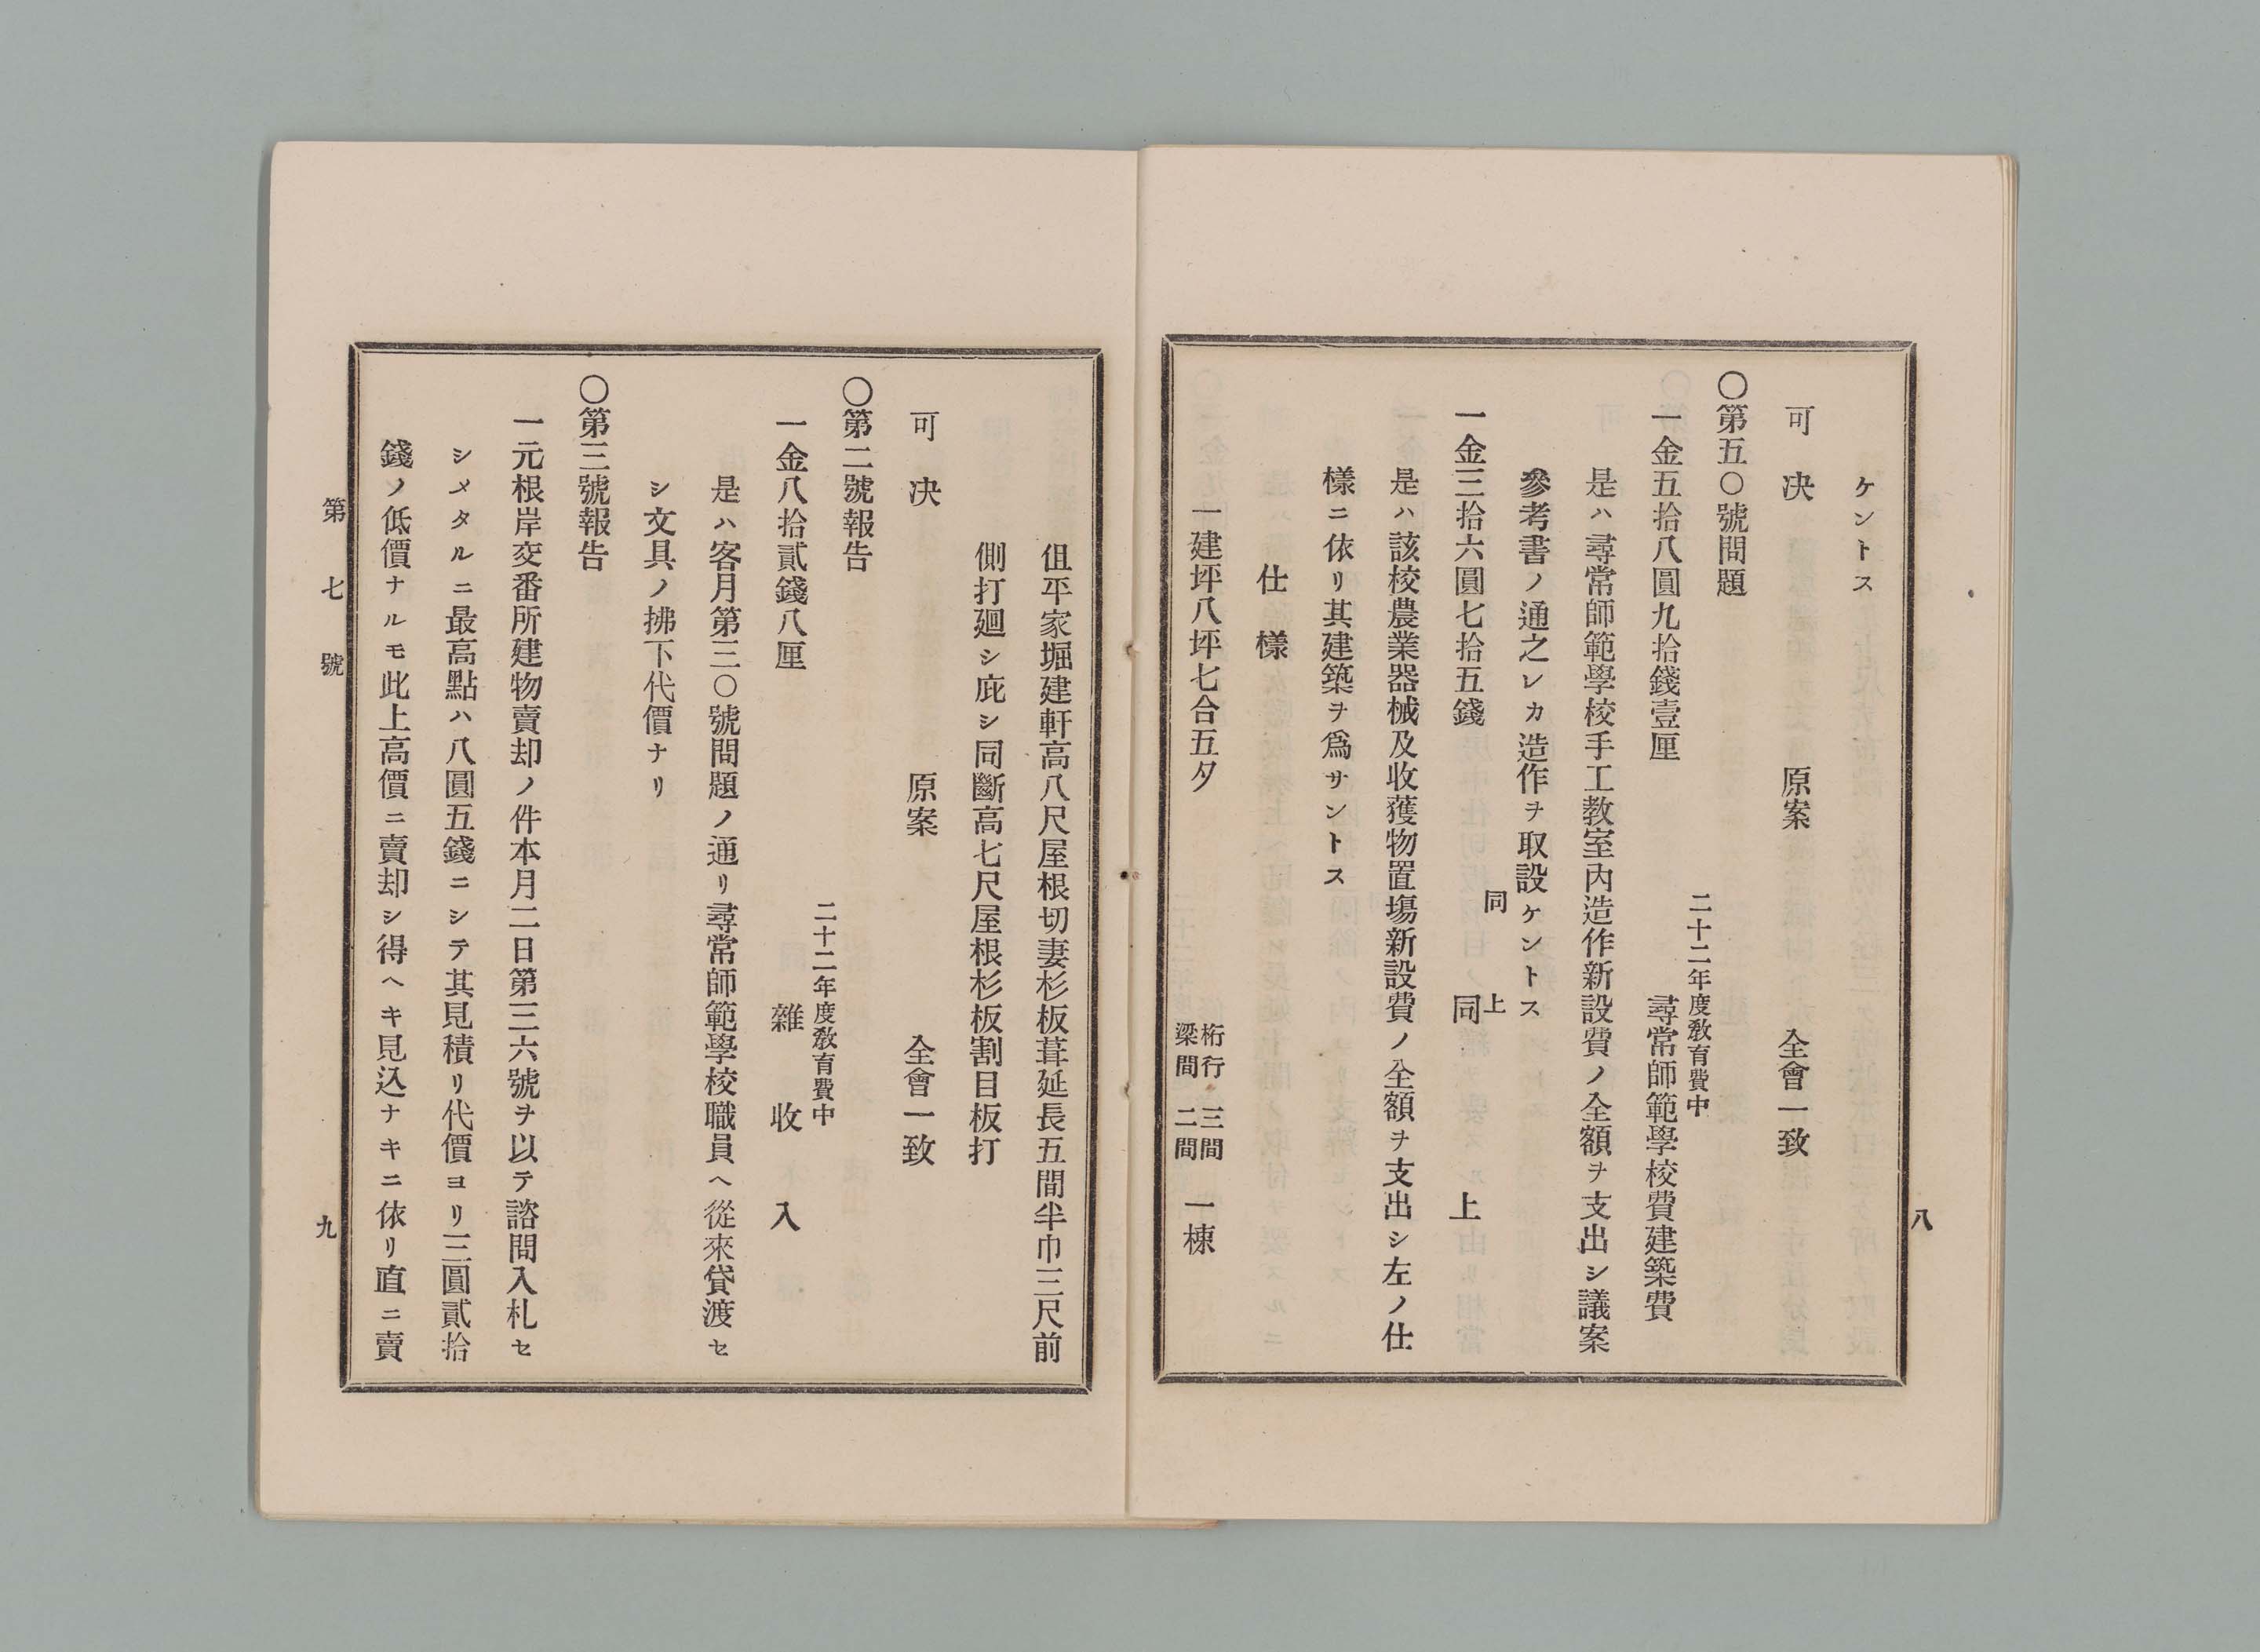 ケントス
可決　原案　全會一致
〇第五〇號問題
二十二年度敎育費中
一金五拾八圓九拾錢壹厘　尋常師範學校費建築費
是ハ尋常師範學校手工敎室內造作新設費ノ全額ヲ支出シ議案
參考書ノ通之レカ造作ヲ取設ケントス
同　上
一金三拾六圓七拾五錢　同　上
是ハ該校農業器械及收穫物置塲新設費ノ全額ヲ支出シ左ノ仕
樣ニ依リ其建築ヲ爲サントス
仕樣
一建坪八坪七合五夕　桁行三間　梁間二間　一棟
八
但平家堀建軒高八尺屋根切妻杉板葺延長五間半巾三尺前
側打廻シ庇シ同斷高七尺屋根杉板割目板打
可決　原案　全會一致
〇第二號報告
二十二年度敎育費中
一金八拾貳錢八厘　雜收入
是ハ客月第三〇號問題ノ通リ尋常師範學校職員ヘ從來貸渡セ
シ文具ノ拂下代價ナリ
〇第三號報告
一元根岸交番所建物賣却ノ件本月二日第三六號ヲ以テ諮問入札セ
シメタルニ最高點ハ八圓五錢ニシテ其見積リ代價ヨリ三圓貳拾
錢ノ低價ナルモ此上高價ニ賣却シ得ヘキ見込ナキニ依リ直ニ賣
第七號
九